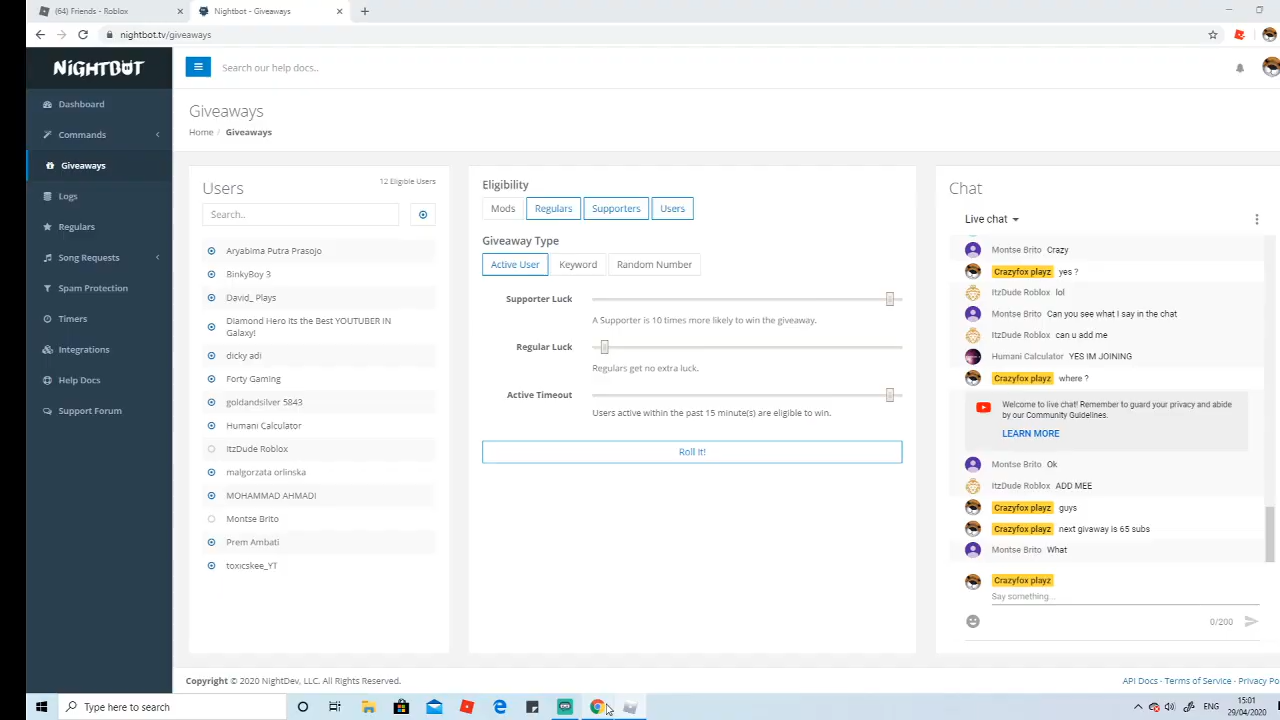 (64) Friends - Roblox
Nightbot - Giveaways
nightbot.tv/giveaways
NiGHTBOT
Search our help docs..
Dashboard
Commands
Giveaways
Logs
Regulars
Song Requests
Spam Protection
Timers
Integrations
Help Docs
Support Forum
Giveaways
Home / Giveaways
Users
12 Eligible Users
Search..
Aryabima Putra Prasojo
BinkyBoy 3
David_ Plays
Diamond Hero Its the Best YOUTUBER IN
Galaxy!
dicky adi
Forty Gaming
goldandsilver 5843
Humani Calculator
ItzDude Roblox
malgorzata orlinska
MOHAMMAD AHMADI
Montse Brito
Prem Ambati
toxicskee_YT
Eligibility
Mods Regulars Supporters Users
Giveaway Type
Active User Keyword Random Number
Supporter Luck
A Supporter is 10 times more likely to win the giveaway.
Regular Luck
Regulars get no extra luck.
Active Timeout
Users active within the past 15 minute(s) are eligible to win.
Roll It!
Chat
Live chat
Montse Brito Crazy
Crazyfox playz yes ?
ItzDude Roblox lol
Montse Brito Can you see what I say in the chat
ItzDude Roblox can u add me
Humani Calculator YES IM JOINING
Crazyfox playz where ?
Welcome to live chat! Remember to guard your privacy and abide
by our Community Guidelines.
LEARN MORE
Montse Brito Ok
ItzDude Roblox ADD MEE
Crazyfox playz guys
Crazyfox playz next givaway is 65 subs
Montse Brito What
Crazyfox playz
Say something...
0/200
Copyright © 2020 NightDev, LLC. All Rights Reserved.
API Docs - Terms of Service - Privacy Po
Type here to search
ENG
15:01
29/04/2020